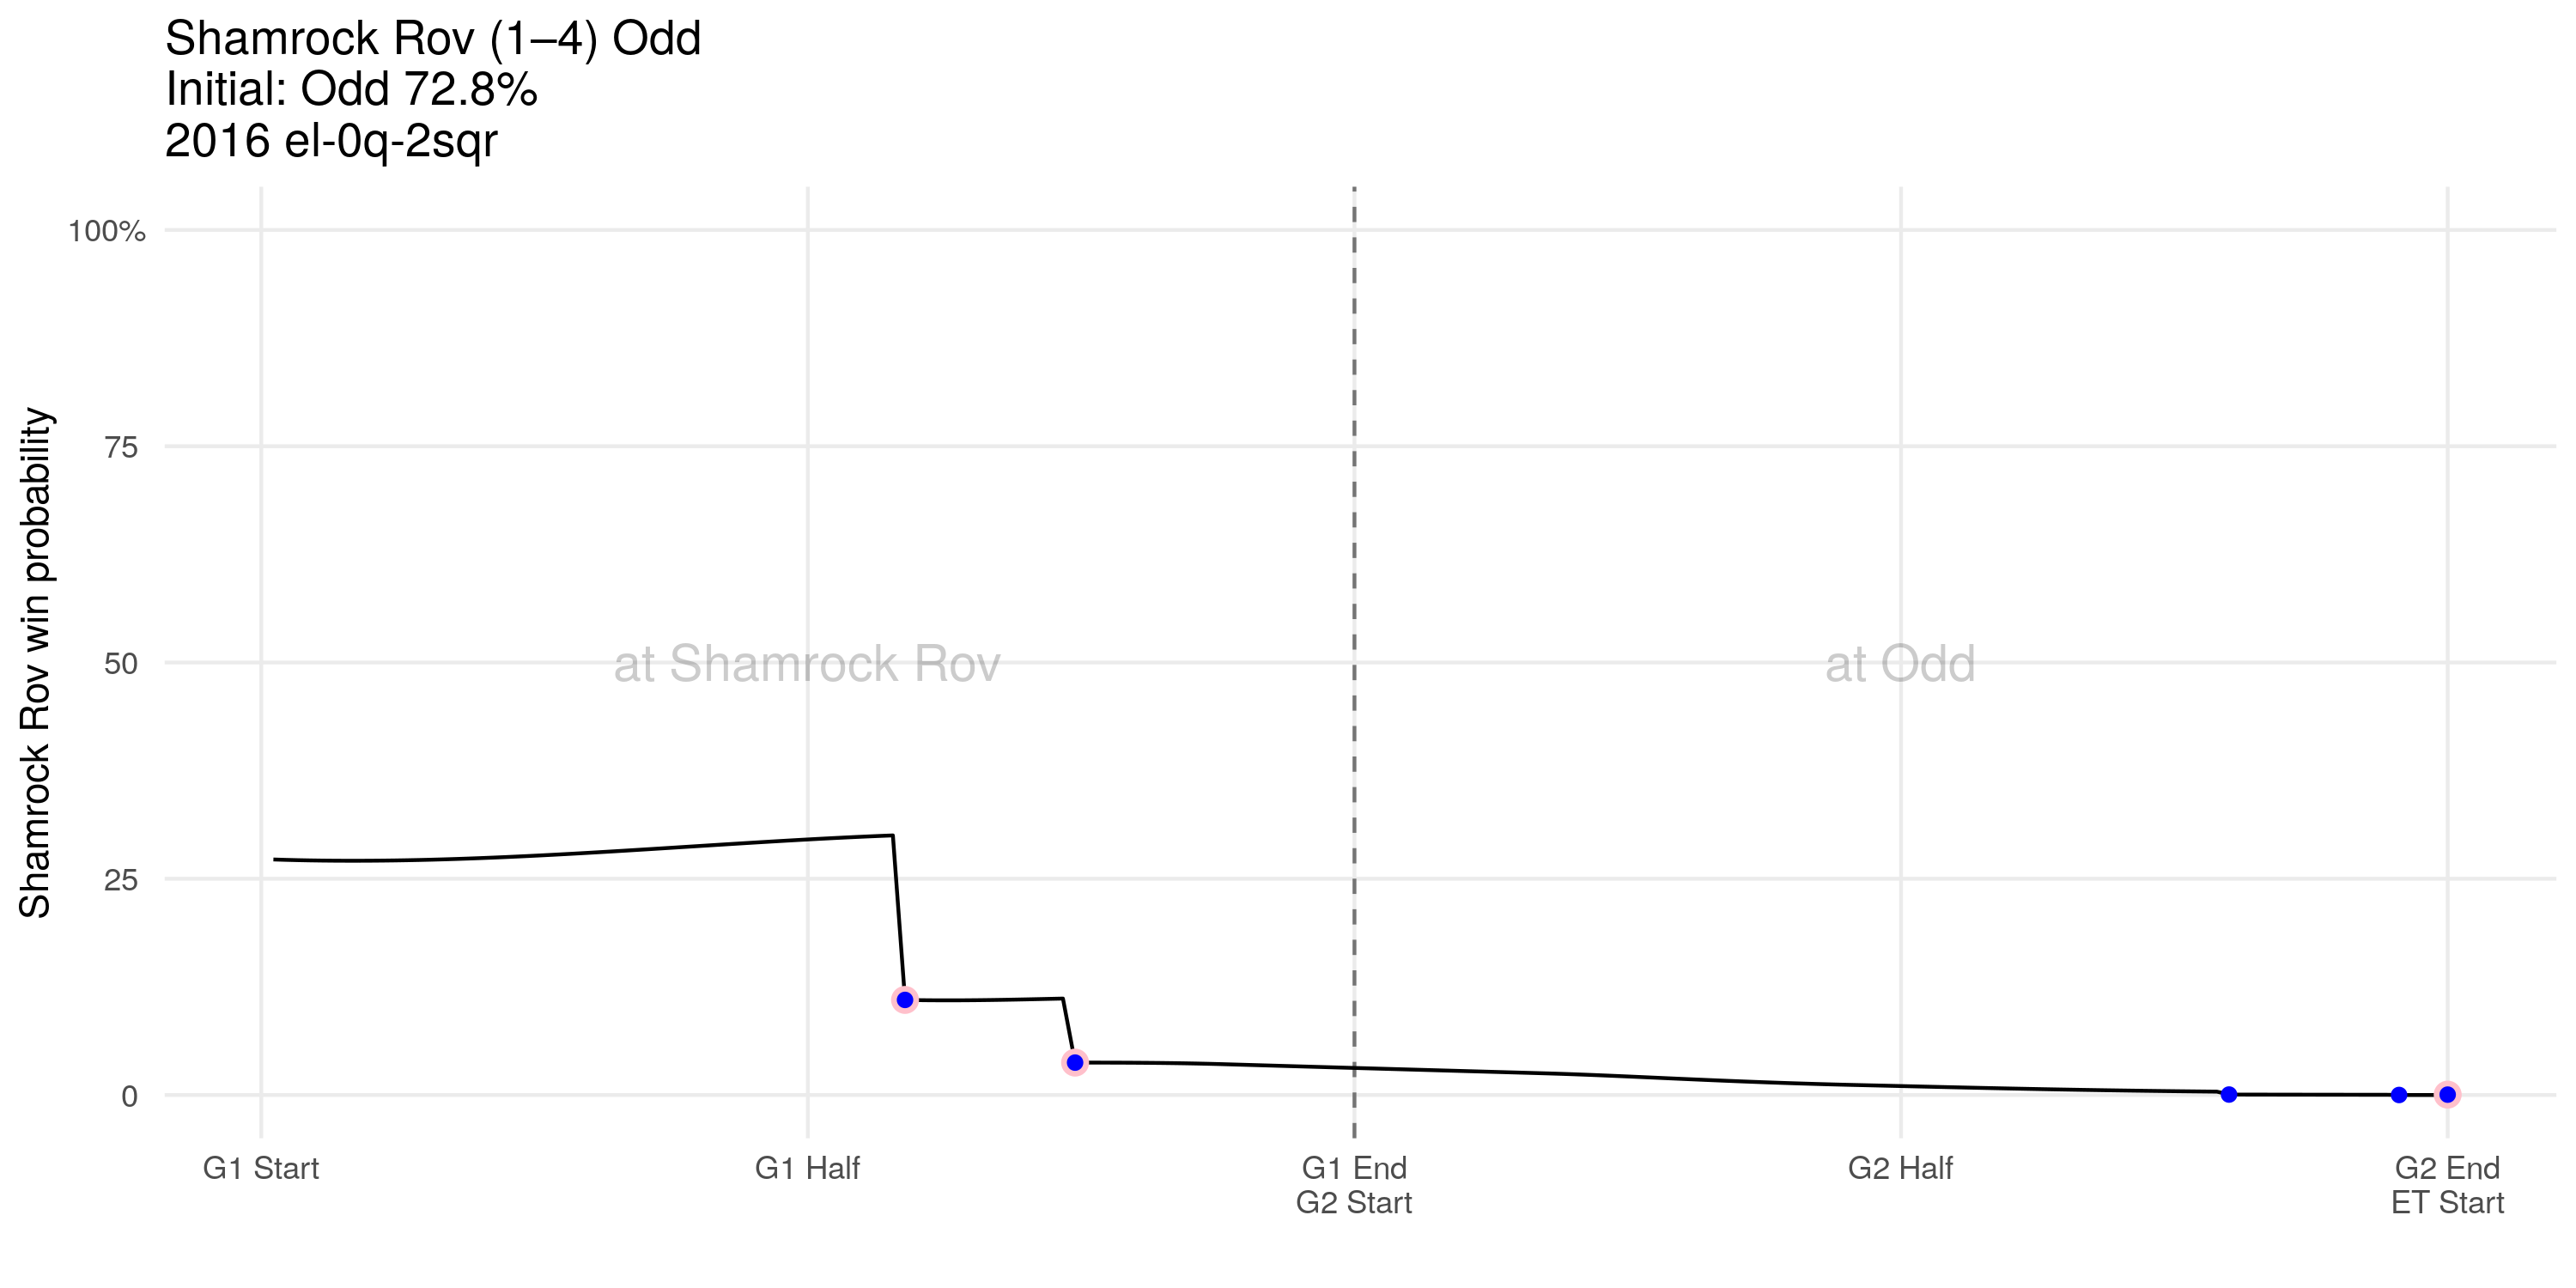 Shamrock Rov (1–4) Odd
Initial: Odd 72.8%
2016 el-0q-2sqr
Shamrock Rov win probability
100%
75
50
25
0
at Shamrock Rov
at Odd
G1 Start
G1 Half
G1 End
G2 Start
G2 Half
G2 End
ET Start